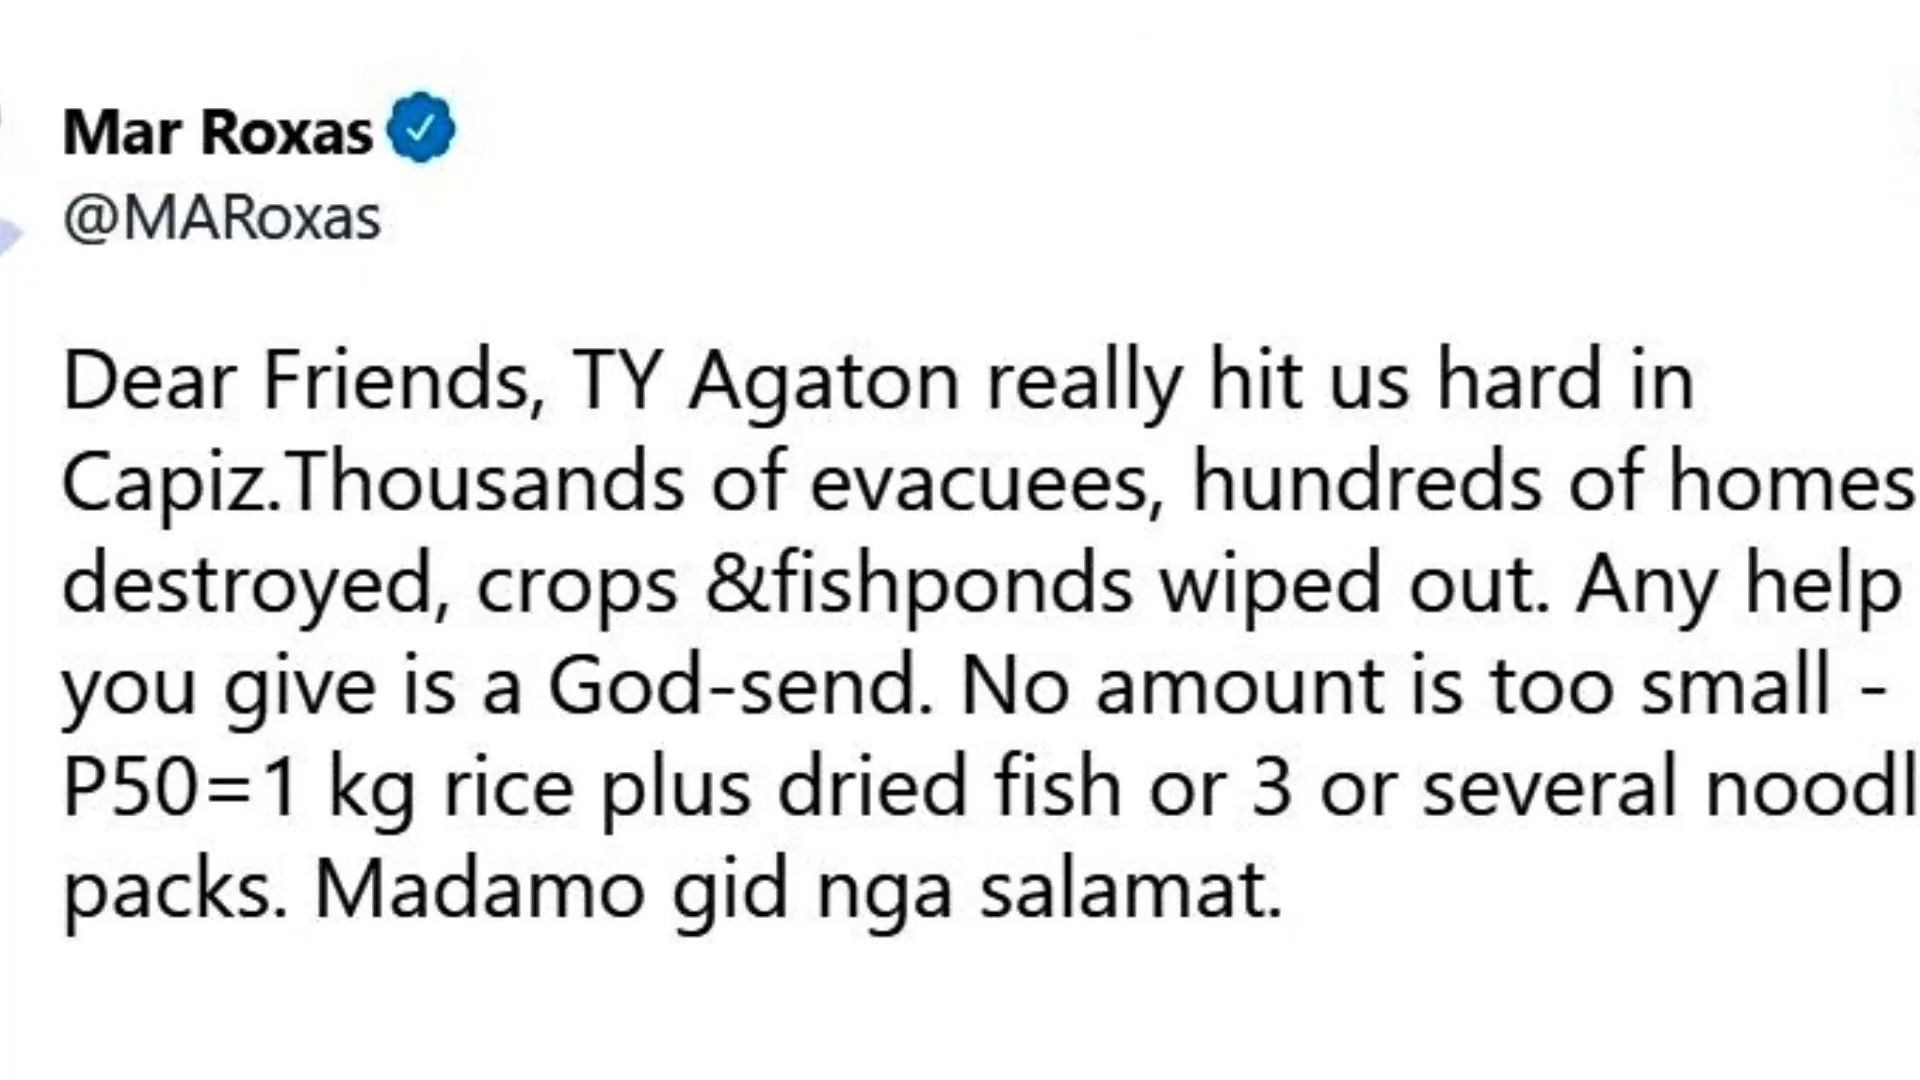 Mar Roxas
@MARoxas
Dear Friends, TY Agaton really hit us hard in
Capiz.Thousands of evacuees, hundreds of homes
destroyed, crops &fishponds wiped out. Any help
you give is a God-send. No amount is too small -
P50=1 kg rice plus dried fish or 3 or several noodl
packs. Madamo gid nga salamat.